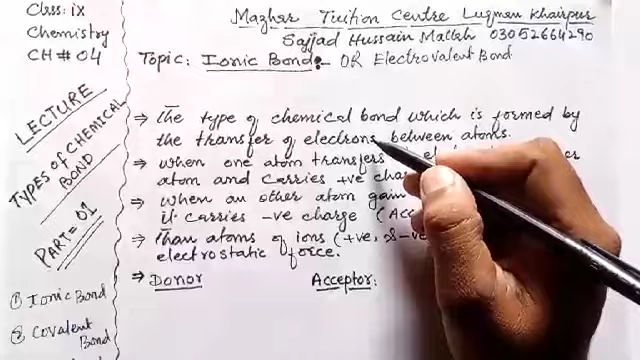 Class: ix
Chemistry
CH # 04
LECTURE
TYPES OF CHEMICAL
BOND
PART = 01
① Ionic Bond
② Covalent
Bond
Mazhar Tuition Centre Luqman Khairpur
Sajjad Hussain Mallah 03052664290
Topic: Ionic Bond:- OR Electrovalent Bond
⇒ The type of chemical bond which is formed by
the transfer of electrons between atoms.
⇒ when one atom transfers
atom and carries +ve
⇒ when an other atom gain
it carries -ve charge
⇒ Than atoms of ions (+ve, & -ve
electrostatic force.
⇒ Donor Acceptor: